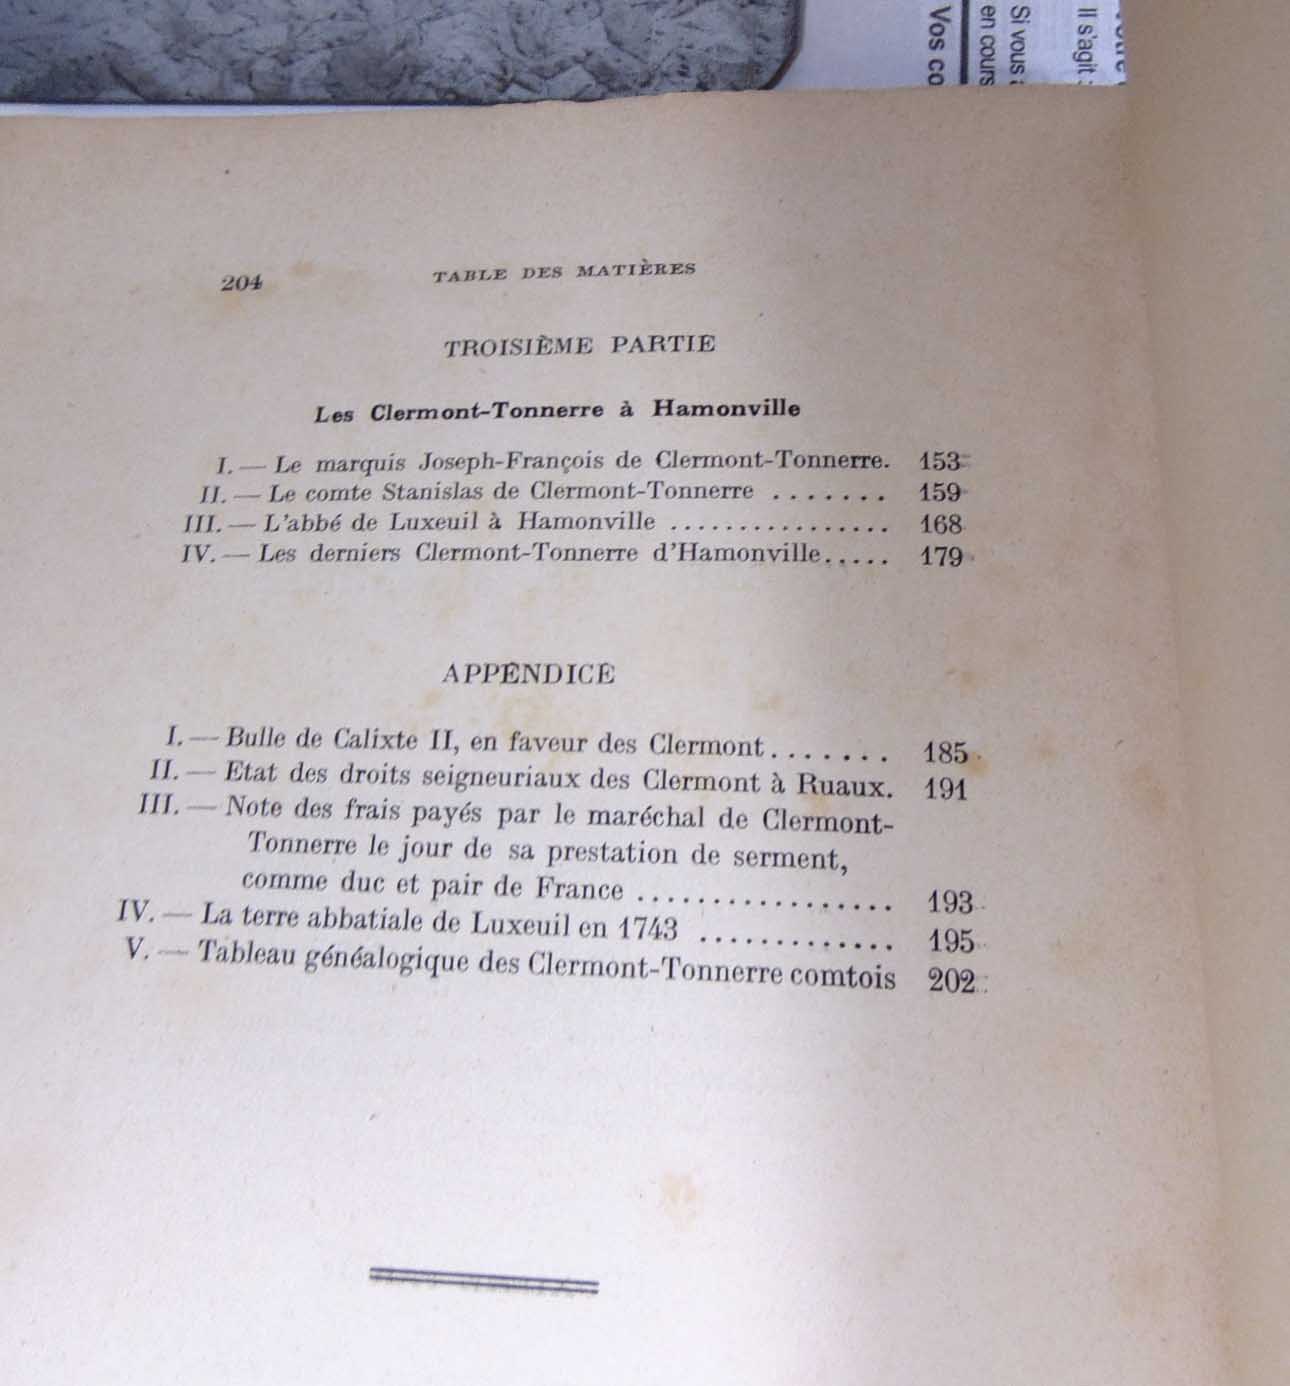 Vos co
en cours
Si vous
Il s'agit :
204 TABLE DES MATIÈRES
TROISIÈME PARTIE
Les Clermont-Tonnerre à Hamonville
I. — Le marquis Joseph-François de Clermont-Tonnerre. 153
II. — Le comte Stanislas de Clermont-Tonnerre ....... 159
III. — L'abbé de Luxeuil à Hamonville ................ 168
IV. — Les derniers Clermont-Tonnerre d'Hamonville..... 179
APPENDICE
I. — Bulle de Calixte II, en faveur des Clermont....... 185
II. — Etat des droits seigneuriaux des Clermont à Ruaux. 191
III. — Note des frais payés par le maréchal de Clermont-
Tonnerre le jour de sa prestation de serment,
comme duc et pair de France .................. 193
IV. — La terre abbatiale de Luxeuil en 1743 ............. 195
V. — Tableau généalogique des Clermont-Tonnerre comtois 202